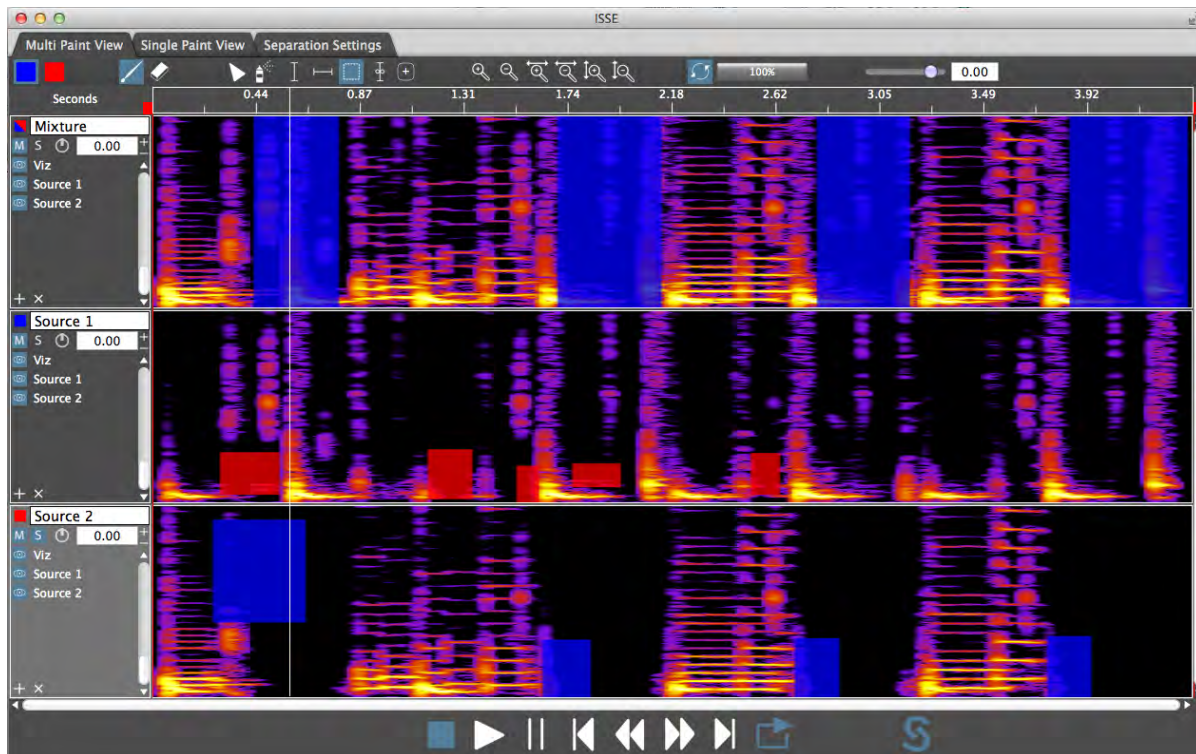 ISSE
Multi Paint View Single Paint View Separation Settings
100% 0.00
Seconds 0.44 0.87 1.31 1.74 2.18 2.62 3.05 3.49 3.92
Mixture
M S 0.00 +
Viz
Source 1
Source 2
+ ×
Source 1
M S 0.00 +
Viz
Source 1
Source 2
+ ×
Source 2
M S 0.00 +
Viz
Source 1
Source 2
+ ×